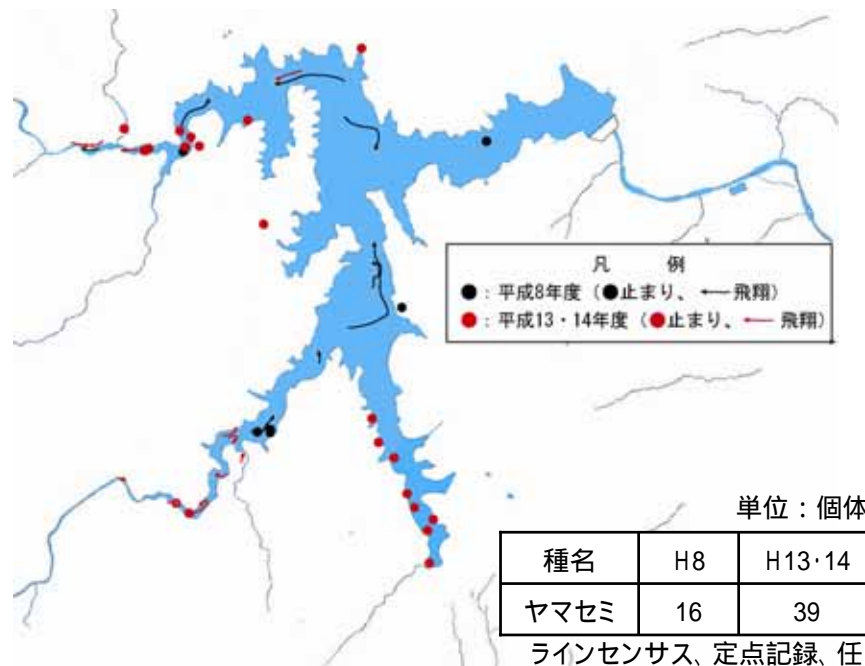 凡 例
●：平成8年度（●止まり、←飛翔）
●：平成13・14年度（●止まり、←飛翔）
単位：個体
種名 H8 H13・14
ヤマセミ 16 39
ラインセンサス、定点記録、任